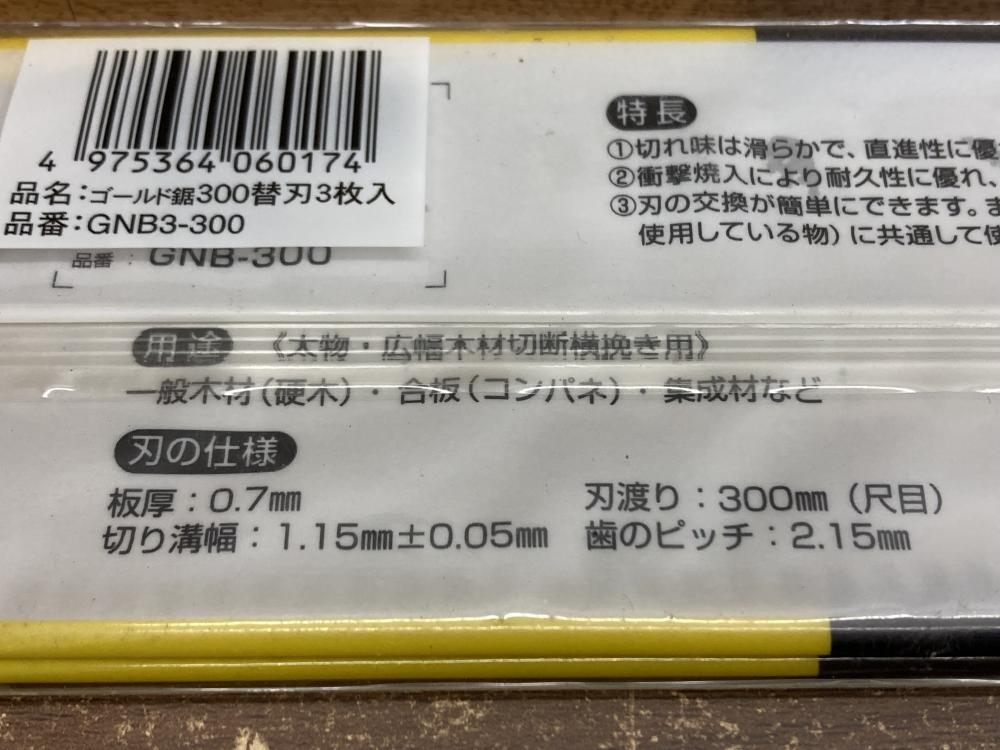 4 975364 060174
品名:ゴールド鋸300替刃3枚入
品番:GNB3-300
品番: GNB-300
特長
①切れ味は滑らかで、直進性に優
②衝撃焼入により耐久性に優れ、
③刃の交換が簡単にできます。ま
使用している物)に共通して使
用途 《太物・広幅木材切断横挽き用》
一般木材(硬木)・合板(コンパネ)・集成材など
刃の仕様
板厚:0.7㎜ 刃渡り:300㎜(尺目)
切り溝幅:1.15㎜±0.05㎜ 歯のピッチ:2.15㎜